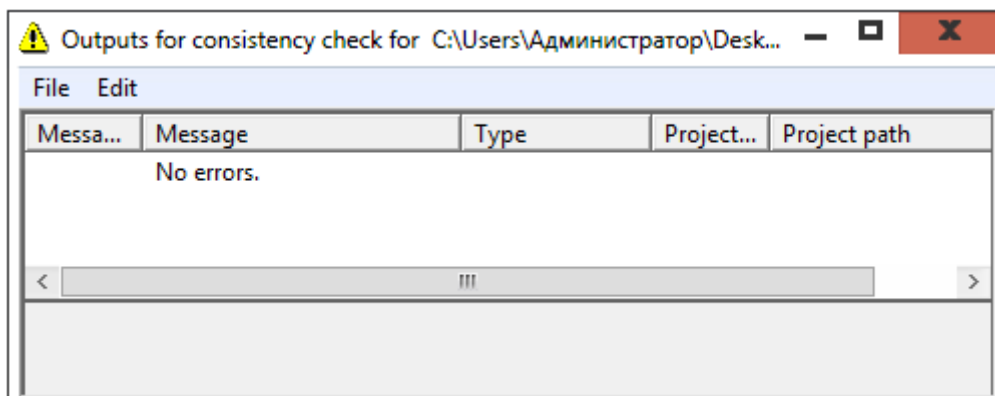 Outputs for consistency check for C:\Users\Администратор\Desk...
File Edit
Messa... Message Type Project... Project path
No errors.